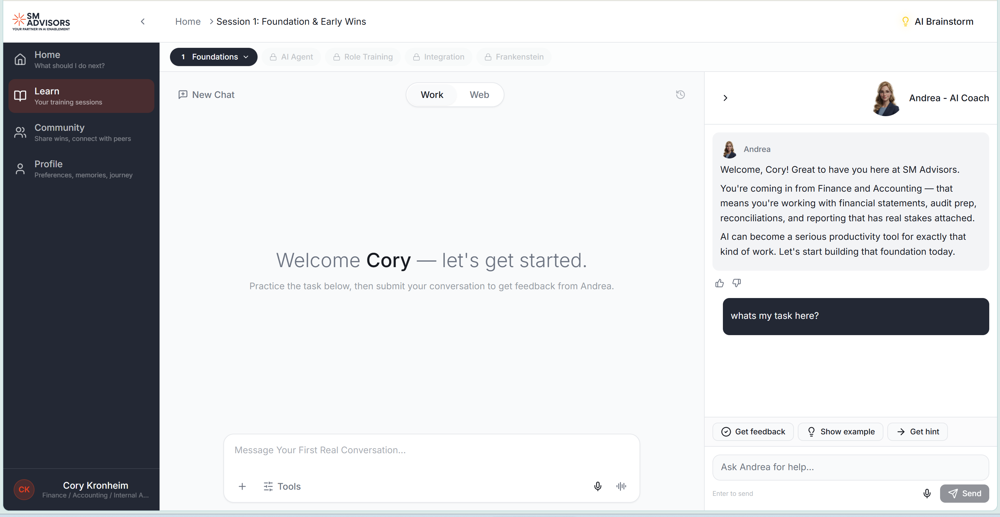 SM
ADVISORS
YOUR PARTNER IN AI ENABLEMENT
Home
Session 1: Foundation & Early Wins
AI Brainstorm
Home
What should I do next?
Learn
Your training sessions
Community
Share wins, connect with peers
Profile
Preferences, memories, journey
1 Foundations
AI Agent
Role Training
Integration
Frankenstein
New Chat
Work
Web
Welcome Cory — let's get started.
Practice the task below, then submit your conversation to get feedback from Andrea.
Message Your First Real Conversation...
Tools
Andrea - AI Coach
Andrea
Welcome, Cory! Great to have you here at SM Advisors.
You're coming in from Finance and Accounting — that
means you're working with financial statements, audit prep,
reconciliations, and reporting that has real stakes attached.
AI can become a serious productivity tool for exactly that
kind of work. Let's start building that foundation today.
whats my task here?
Get feedback
Show example
Get hint
Ask Andrea for help...
Enter to send
Send
CK
Cory Kronheim
Finance / Accounting / Internal A...